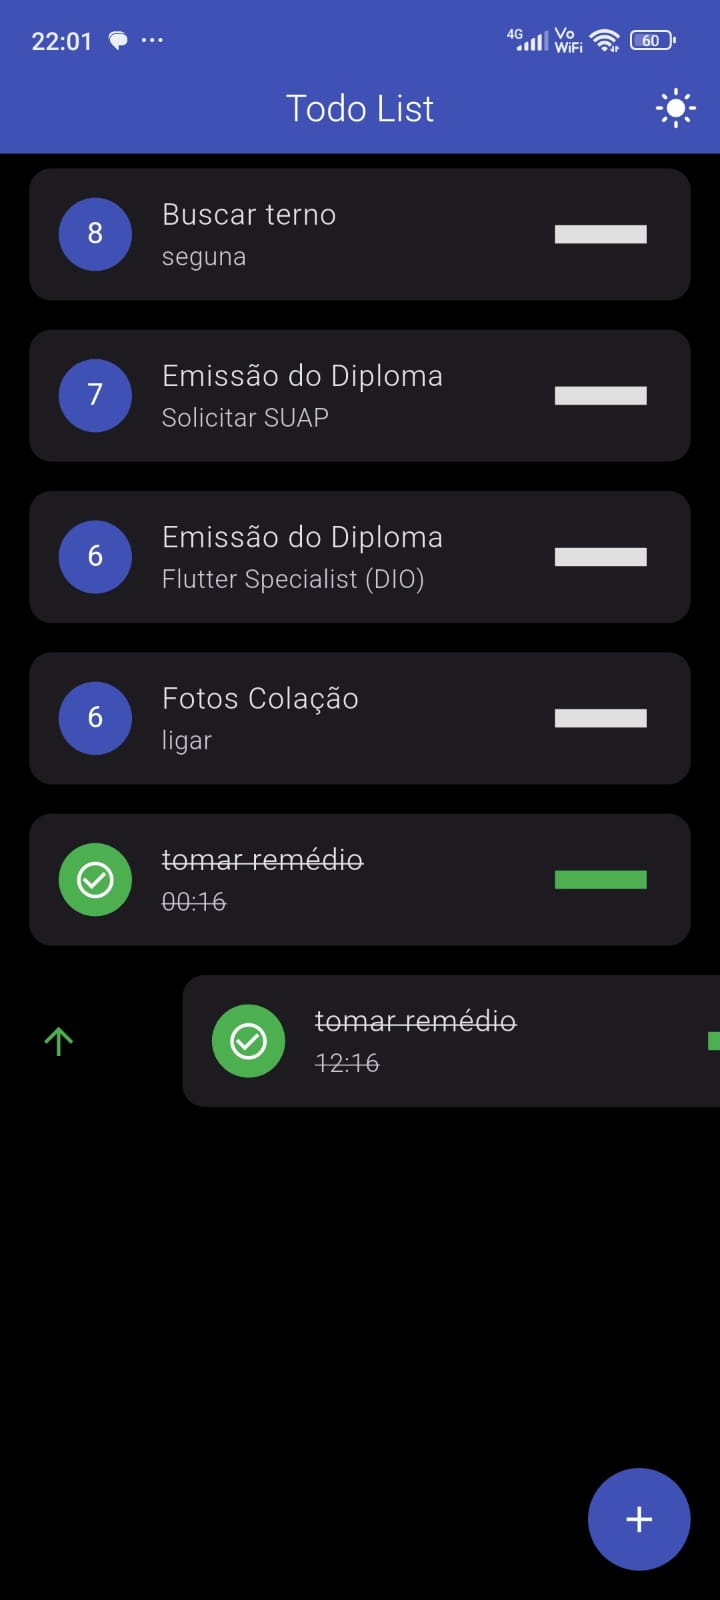 22:01
4G
Vo
WiFi
60
Todo List
8
Buscar terno
seguna
7
Emissão do Diploma
Solicitar SUAP
6
Emissão do Diploma
Flutter Specialist (DIO)
6
Fotos Colação
ligar
tomar remédio
00:16
tomar remédio
12:16